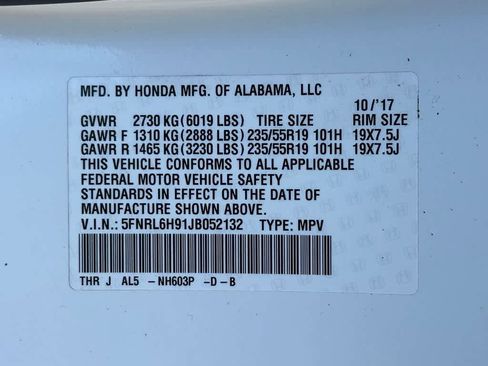 MFD. BY HONDA MFG. OF ALABAMA, LLC
10/'17
GVWR 2730 KG(6019 LBS) TIRE SIZE RIM SIZE
GAWR F 1310 KG (2888 LBS) 235/55R19 101H 19X7.5J
GAWR R 1465 KG(3230 LBS) 235/55R19 101H 19X7.5J
THIS VEHICLE CONFORMS TO ALL APPLICABLE
FEDERAL MOTOR VEHICLE SAFETY
STANDARDS IN EFFECT ON THE DATE OF
MANUFACTURE SHOWN ABOVE.
V.I.N.: 5FNRL6H91JB052132 TYPE: MPV
THR J AL5 -NH603P -D-B